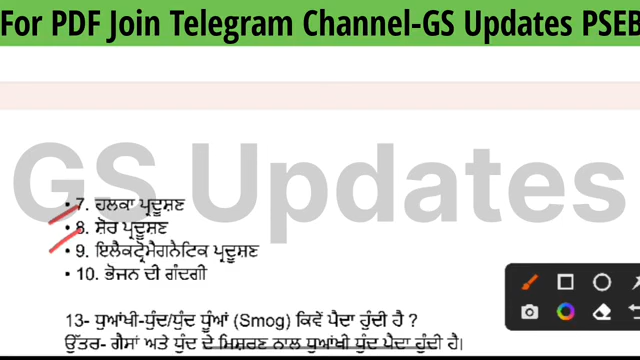 For PDF Join Telegram Channel-GS Updates PSEB
GS Updates
• 7. ਹਲਕਾ ਪ੍ਰਦੂਸ਼ਣ
• 8. ਸ਼ੋਰ ਪ੍ਰਦੂਸ਼ਣ
• 9. ਇਲੈਕਟ੍ਰੋਮੈਗਨੈਟਿਕ ਪ੍ਰਦੂਸ਼ਣ
• 10. ਭੋਜਨ ਦੀ ਗੰਦਗੀ
13- ਧੁਆਂਖੀ-ਧੁੰਦ/ਧੁੰਦ ਧੂੰਆਂ (Smog) ਕਿਵੇਂ ਪੈਦਾ ਹੁੰਦੀ ਹੈ ?
ਉੱਤਰ- ਗੈਸਾਂ ਅਤੇ ਧੁੰਦ ਦੇ ਮਿਸ਼ਰਣ ਨਾਲ ਧੁਆਂਖੀ ਧੁੰਦ ਪੈਦਾ ਹੁੰਦੀ ਹੈ।